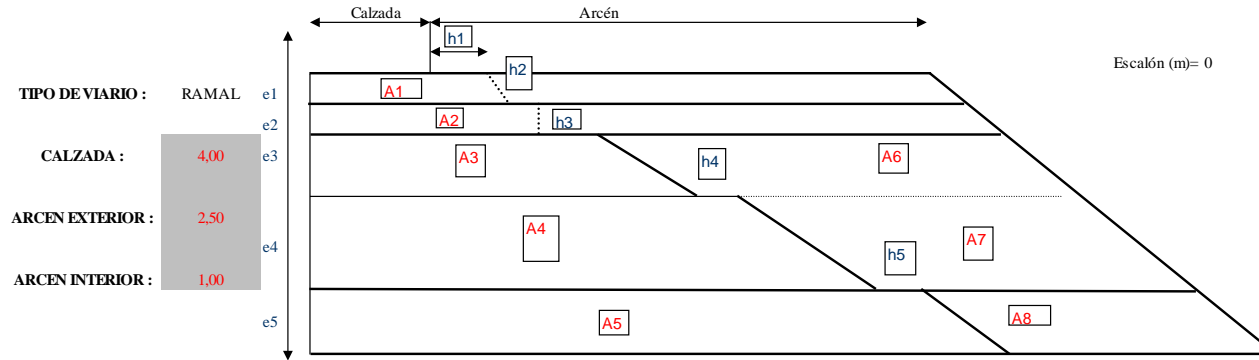 Calzada Arcén
h1
Escalón (m)= 0
h2
TIPO DE VIARIO : RAMAL e1 A1
e2 A2 h3
CALZADA : 4,00 e3 A3 h4 A6
ARCEN EXTERIOR : 2,50 A4 A7
e4 h5
ARCEN INTERIOR : 1,00
e5 A5 A8